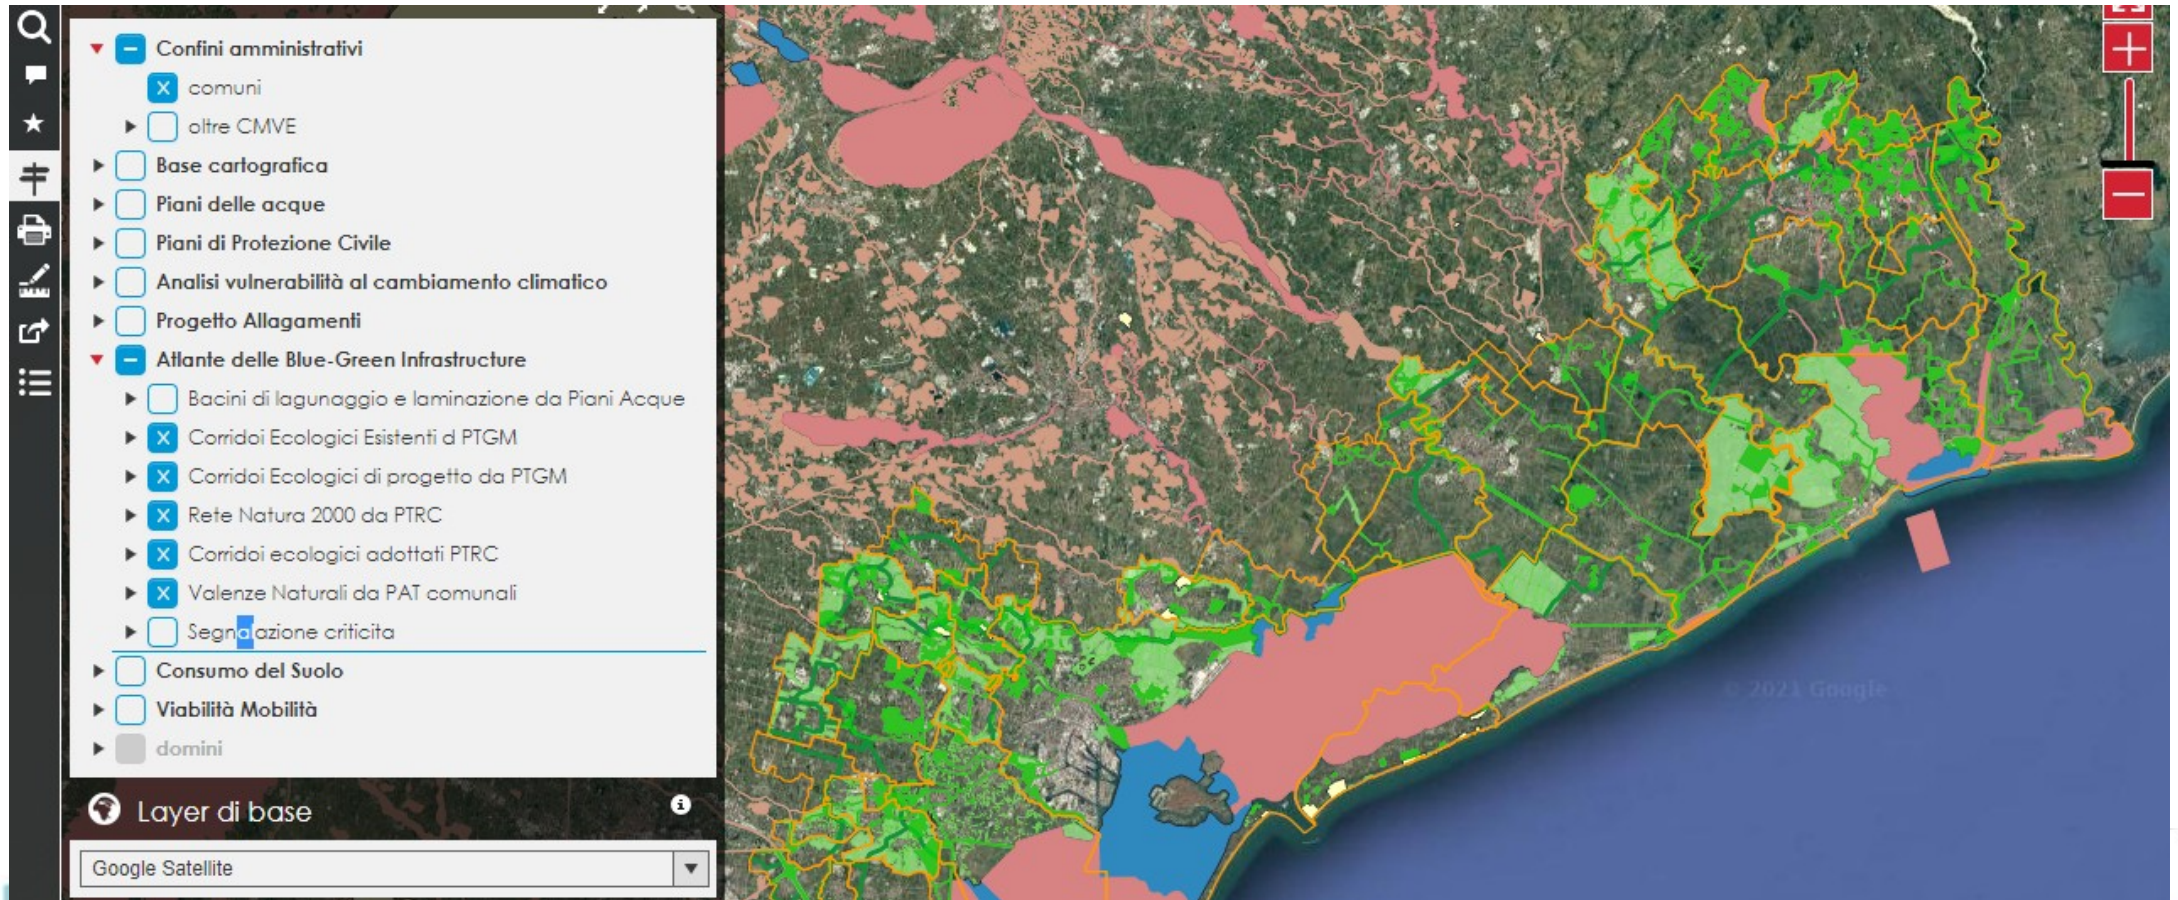 Confini amministrativi
comuni
oltre CMVE
Base cartografica
Piani delle acque
Piani di Protezione Civile
Analisi vulnerabilità al cambiamento climatico
Progetto Allagamenti
Atlante delle Blue-Green Infrastructure
Bacini di lagunaggio e laminazione da Piani Acque
Corridoi Ecologici Esistenti d PTGM
Corridoi Ecologici di progetto da PTGM
Rete Natura 2000 da PTRC
Corridoi ecologici adottati PTRC
Valenze Naturali da PAT comunali
Segnalazione criticita
Consumo del Suolo
Viabilità Mobilità
domini
Layer di base
Google Satellite
© 2021 Google